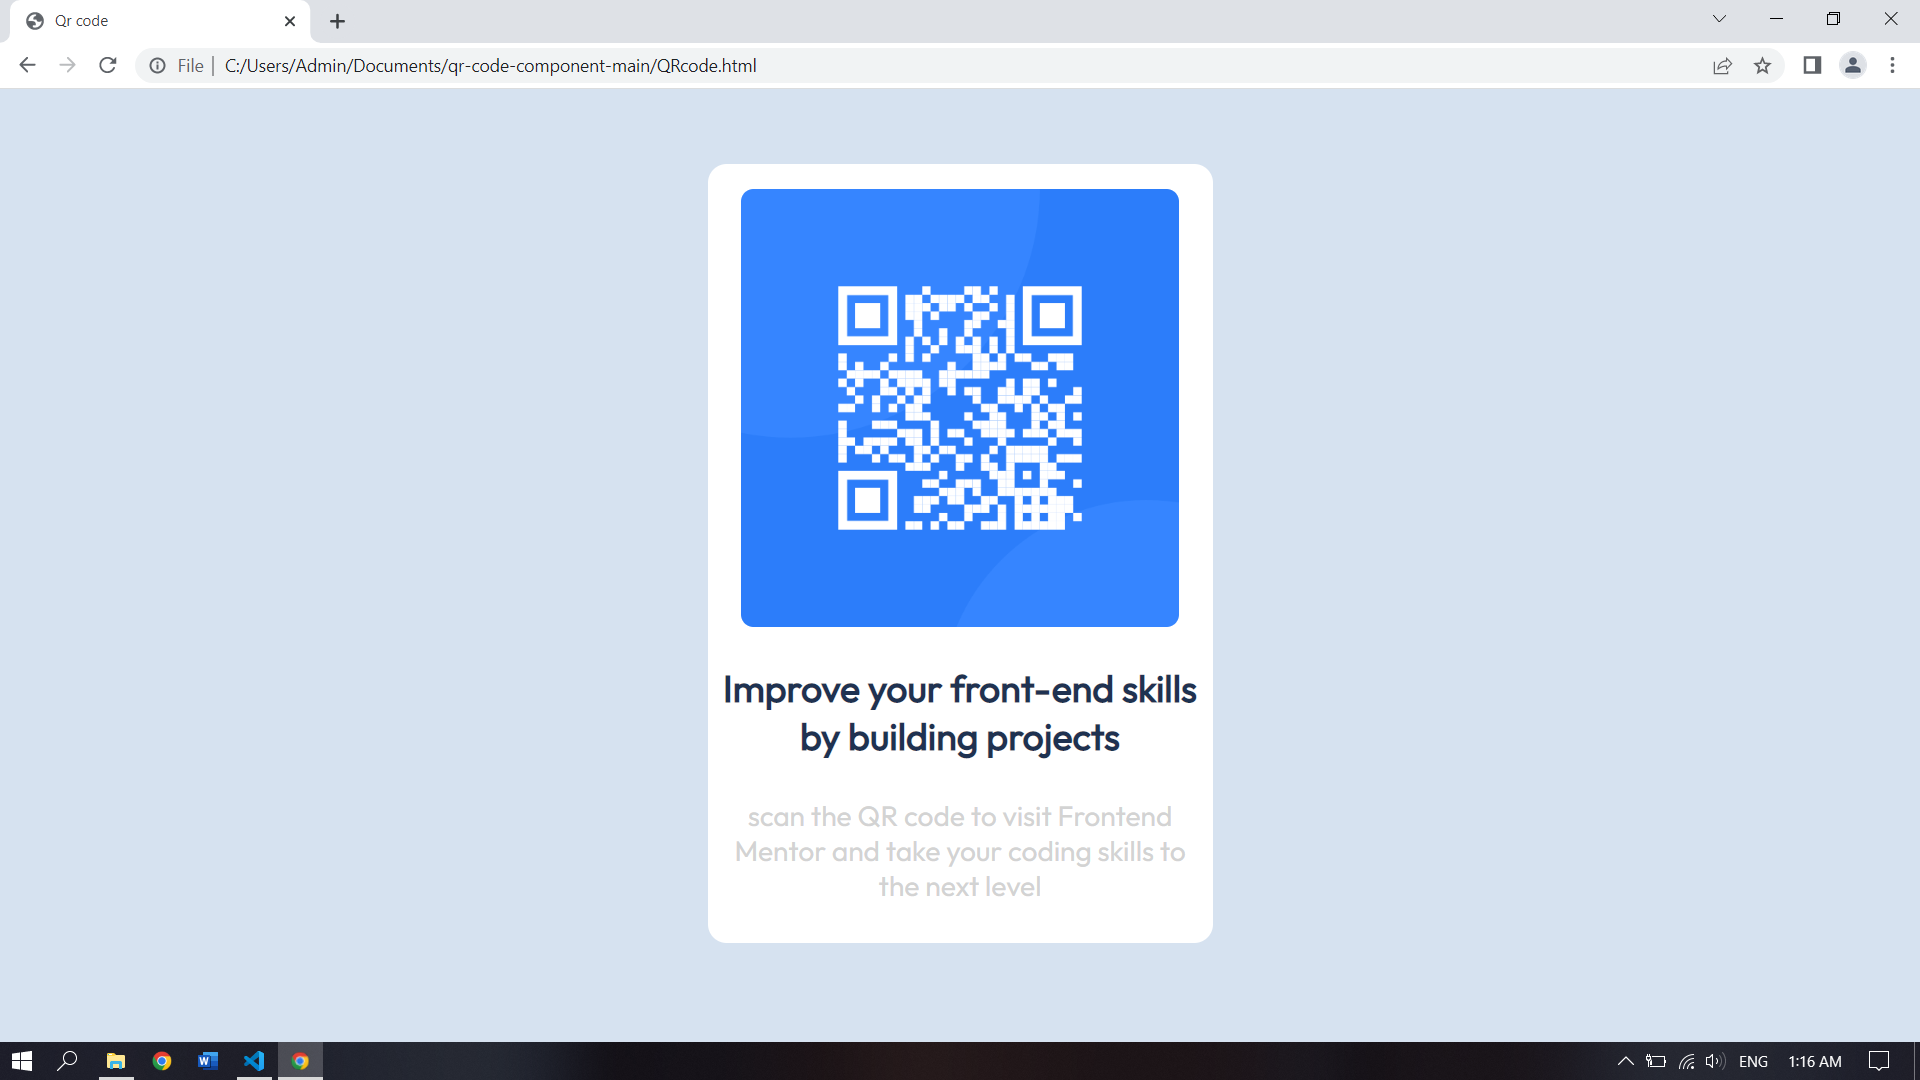 Qr code
File | C:/Users/Admin/Documents/qr-code-component-main/QRcode.html
Improve your front-end skills
by building projects
scan the QR code to visit Frontend
Mentor and take your coding skills to
the next level
W
ENG
1:16 AM